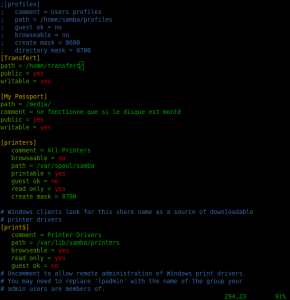 ;[profiles]
;   comment = Users profiles
;   path = /home/samba/profiles
;   guest ok = no
;   browseable = no
;   create mask = 0600
;   directory mask = 0700
[Transfert]
path = /home/transfert/
public = yes
writable = yes
[My Passport]
path = /media/
comment = ne fonctionne que si le disque est monté
public = yes
writable = yes
[printers]
   comment = All Printers
   browseable = no
   path = /var/spool/samba
   printable = yes
   guest ok = no
   read only = yes
   create mask = 0700
# Windows clients look for this share name as a source of downloadable
# printer drivers
[print$]
   comment = Printer Drivers
   path = /var/lib/samba/printers
   browseable = yes
   read only = yes
   guest ok = no
# Uncomment to allow remote administration of Windows print drivers.
# You may need to replace 'lpadmin' with the name of the group your
# admin users are members of.
294,23 91%